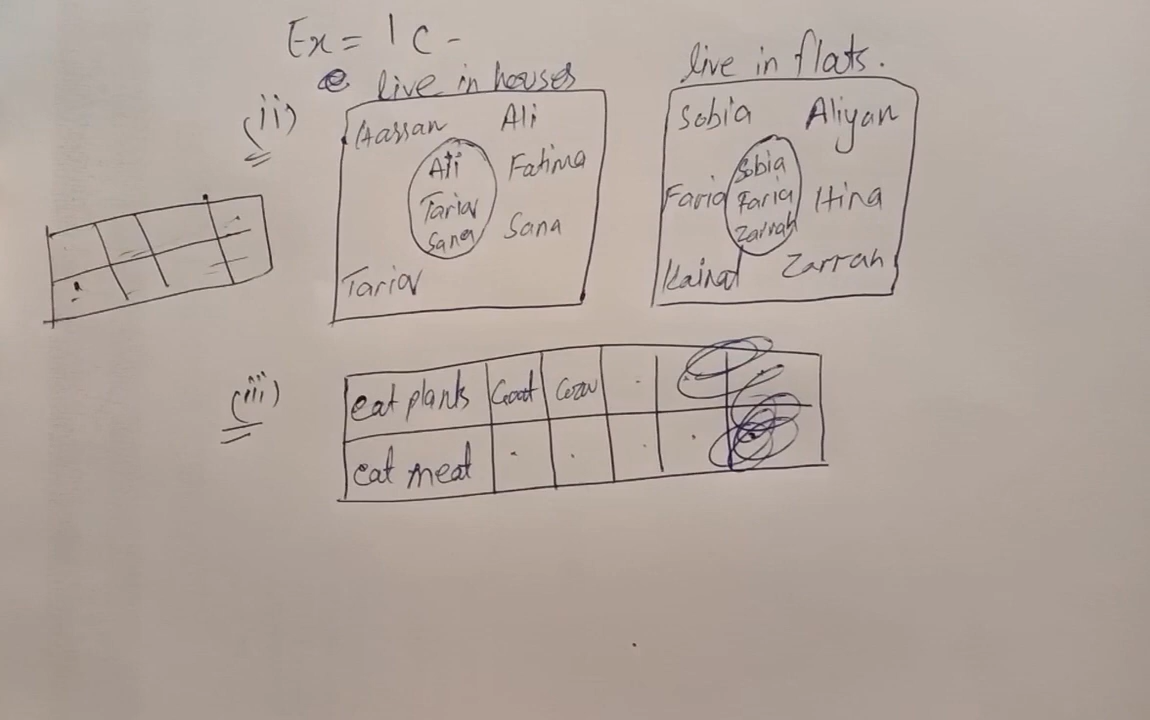 Ex = 1 c -
live in houses
live in flats.
(ii)
Hassan Ali
Ali Fatima
Tariq
Sana Sana
Tariq
Sobia Aliyan
Sobia
Faria Faria Hina
Zarrah
Kainat Zarrah
(iii)
eat plants Goat Cow
eat meat